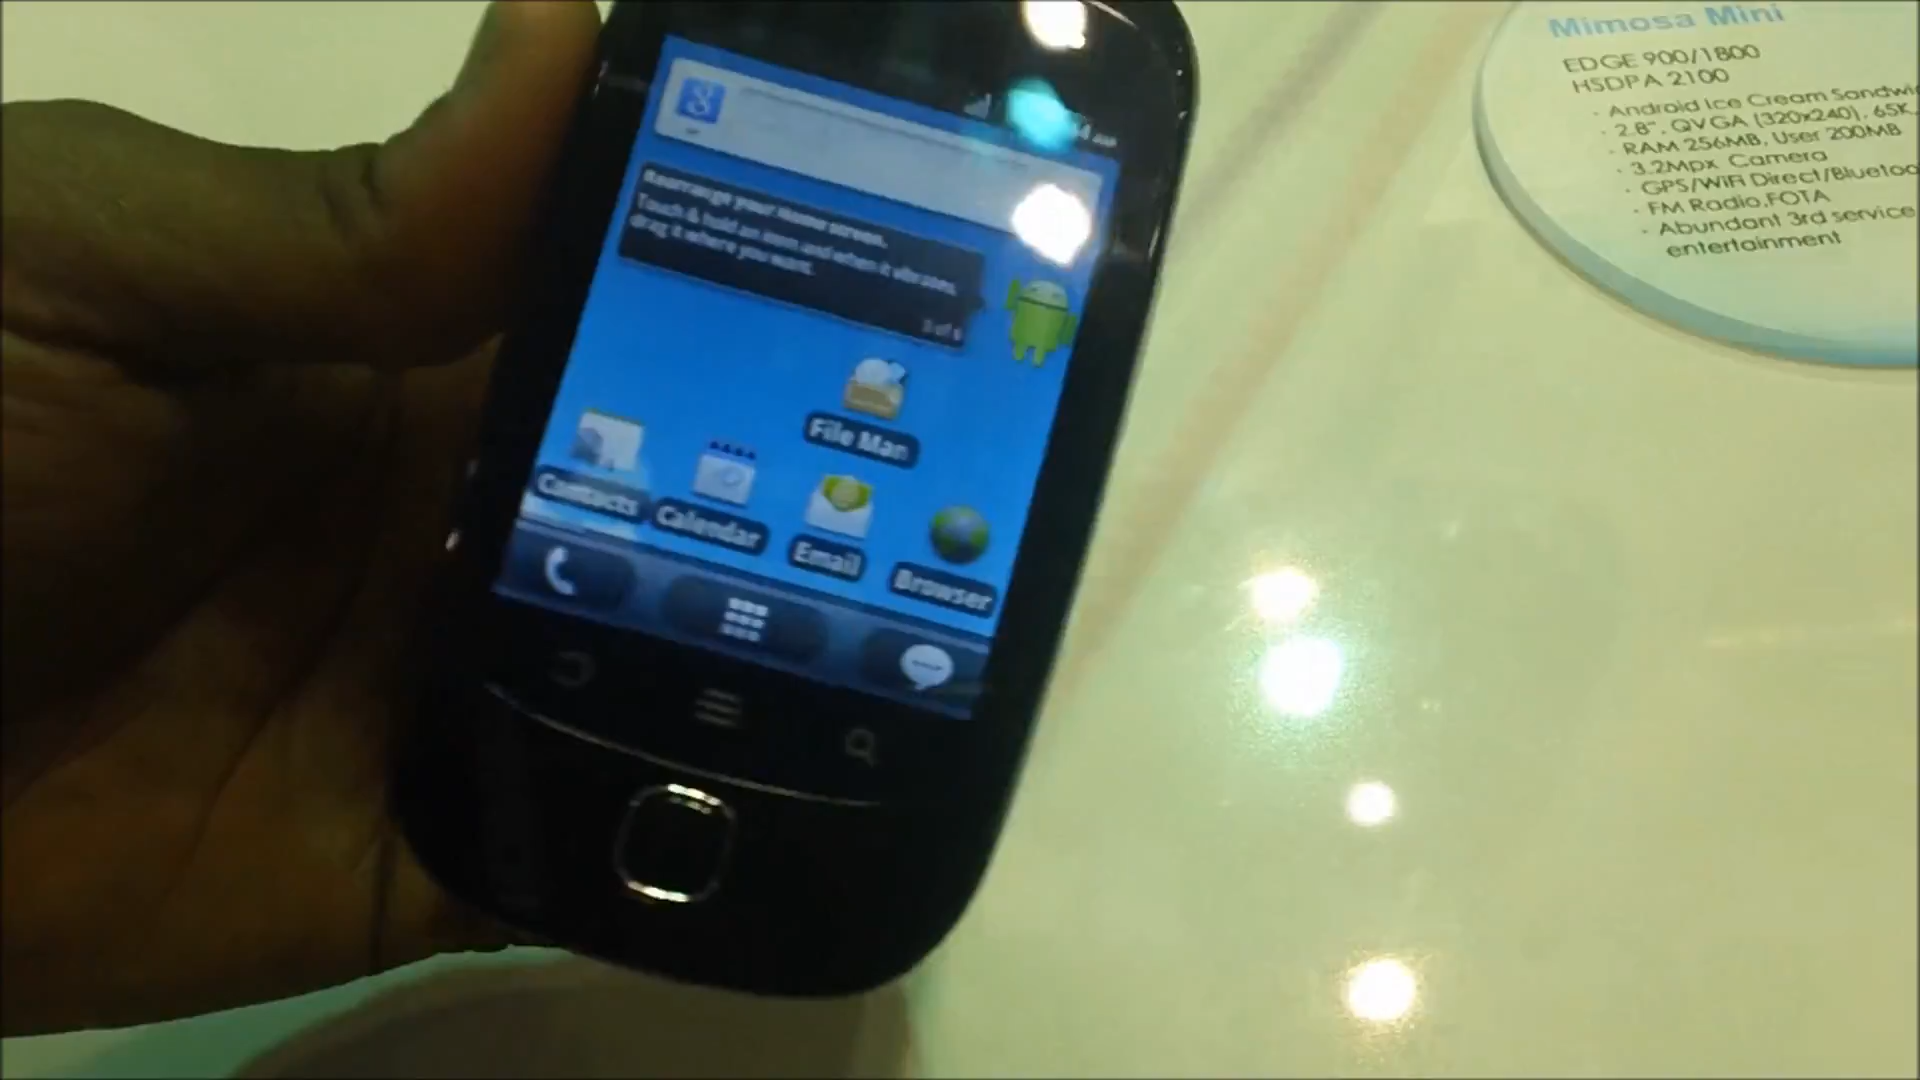 Mimosa Mini
EDGE 900/1800
HSDPA 2100
- Android Ice Cream Sandwi
- 2.8", QVGA (320x240), 65K
- RAM 256MB, User 200MB
- 3.2Mpx Camera
- GPS/WiFi Direct/Bluetoo
- FM Radio,FOTA
- Abundant 3rd service
entertainment
Rearrange your Home screen.
Touch & hold an item and when it vibrates,
drag it where you want.
File Man
Contacts
Calendar
Email
Browser